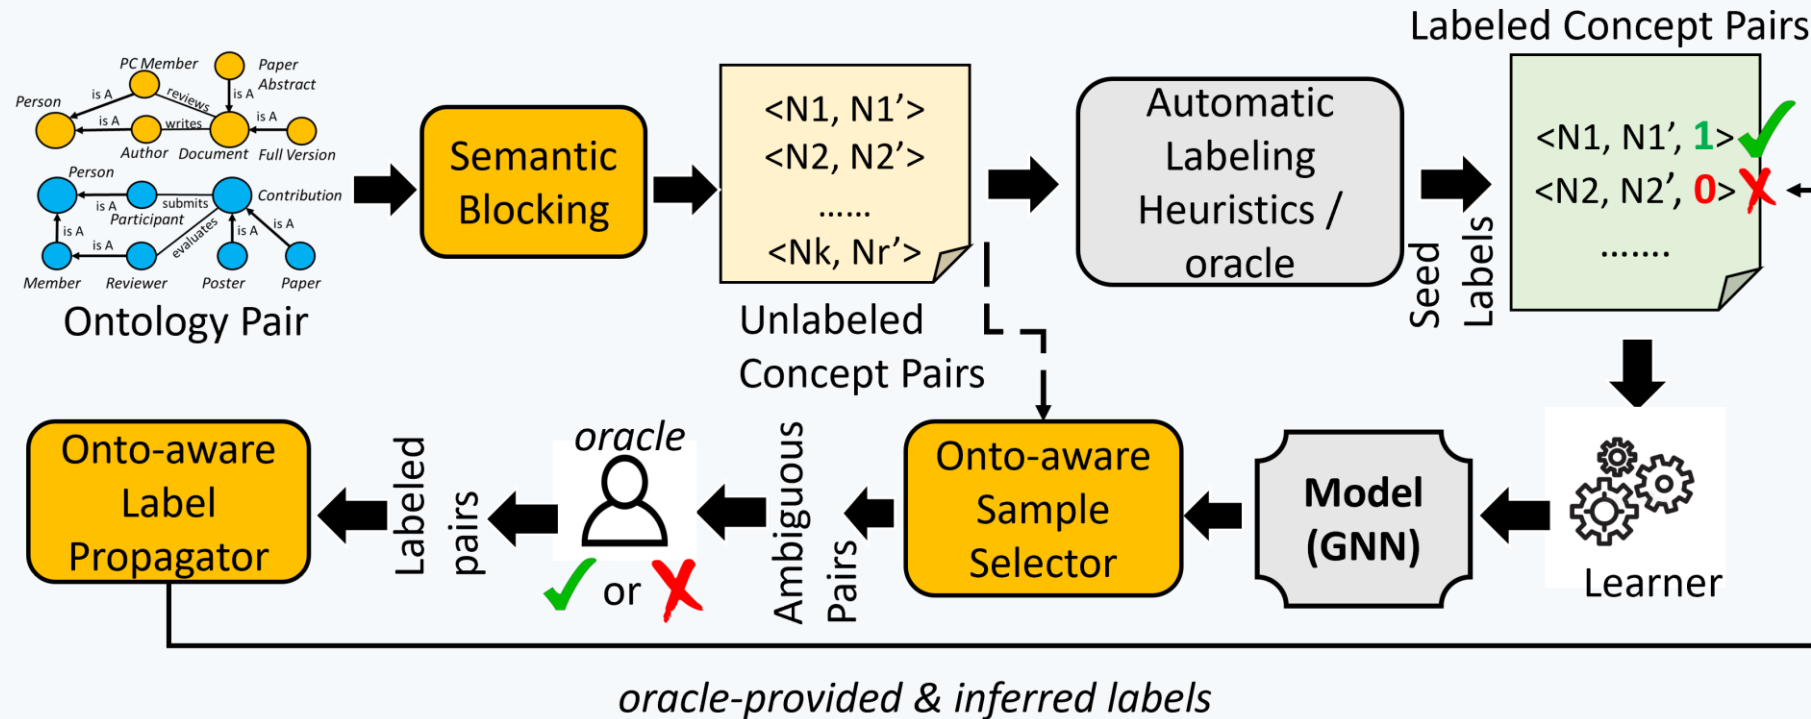 PC Member
Paper
Abstract
Person
is A
reviews
is A
is A
writes
is A
Author
Document
Full Version
Person
Contribution
is A
submits
Participant
is A
is A
evaluates
is A
is A
Member
Reviewer
Poster
Paper
Ontology Pair
Semantic
Blocking
<N1, N1’>
<N2, N2’>
……
<Nk, Nr’>
Unlabeled
Concept Pairs
Automatic
Labeling
Heuristics /
oracle
Seed
Labels
Labeled Concept Pairs
<N1, N1’, 1>
<N2, N2’, 0>
…….
Learner
Model
(GNN)
Onto-aware
Sample
Selector
Ambiguous
Pairs
oracle
or
Labeled
pairs
Onto-aware
Label
Propagator
oracle-provided & inferred labels